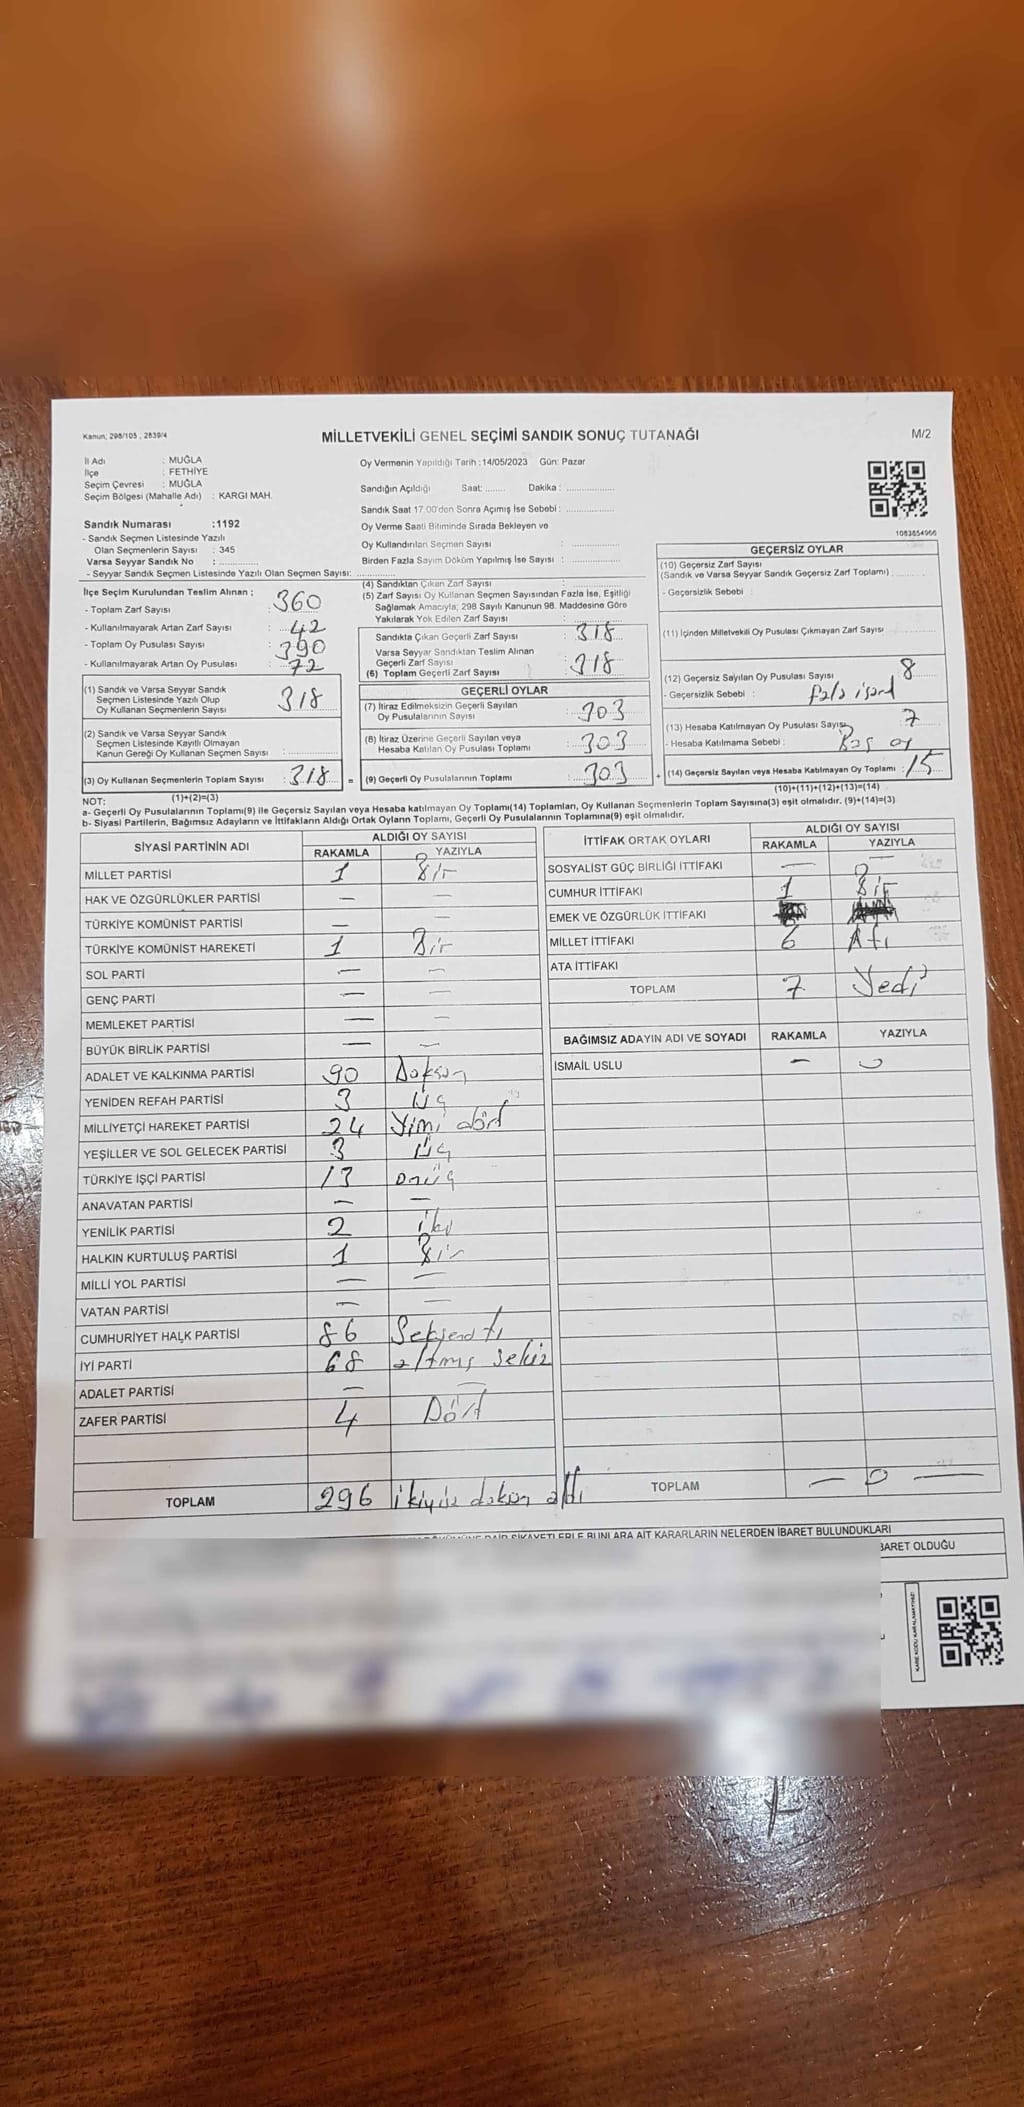 Kanun; 298/105 , 2839/4
MİLLETVEKİLİ GENEL SEÇİMİ SANDIK SONUÇ TUTANAĞI
M/2
İl Adı : MUĞLA
İlçe : FETHİYE
Seçim Çevresi : MUĞLA
Seçim Bölgesi (Mahalle Adı) : KARGI MAH.
Sandık Numarası :1192
- Sandık Seçmen Listesinde Yazılı
Olan Seçmenlerin Sayısı : 345
Varsa Seyyar Sandık No :
- Seyyar Sandık Seçmen Listesinde Yazılı Olan Seçmen Sayısı:
Oy Vermenin Yapıldığı Tarih :14/05/2023 Gün: Pazar
Sandığın Açıldığı Saat: Dakika :
Sandık Saat 17.00'den Sonra Açımış İse Sebebi :
Oy Verme Saati Bitiminde Sırada Bekleyen ve
Oy Kullandırılan Seçmen Sayısı :
Birden Fazla Sayım Döküm Yapılmış İse Sayısı :
1083854966
İlçe Seçim Kurulundan Teslim Alınan ;
- Toplam Zarf Sayısı : 360
- Kullanılmayarak Artan Zarf Sayısı : 42
- Toplam Oy Pusulası Sayısı : 390
- Kullanılmayarak Artan Oy Pusulası : 72
(1) Sandık ve Varsa Seyyar Sandık
Seçmen Listesinde Yazılı Olup
Oy Kullanan Seçmenlerin Sayısı : 318
(2) Sandık ve Varsa Seyyar Sandık
Seçmen Listesinde Kayıtlı Olmayan
Kanun Gereği Oy Kullanan Seçmen Sayısı :
(3) Oy Kullanan Seçmenlerin Toplam Sayısı : 318 =
(1)+(2)=(3)
(4) Sandıktan Çıkan Zarf Sayısı :
(5) Zarf Sayısı Oy Kullanan Seçmen Sayısından Fazla İse, Eşitliği
Sağlamak Amacıyla; 298 Sayılı Kanunun 98. Maddesine Göre
Yakılarak Yok Edilen Zarf Sayısı :
Sandıkta Çıkan Geçerli Zarf Sayısı : 318
Varsa Seyyar Sandıktan Teslim Alınan
Geçerli Zarf Sayısı :
(6) Toplam Geçerli Zarf Sayısı : 318
GEÇERLİ OYLAR
(7) İtiraz Edilmeksizin Geçerli Sayılan
Oy Pusulalarının Sayısı : 303
(8) İtiraz Üzerine Geçerli Sayılan veya
Hesaba Katılan Oy Pusulası Toplamı : 303
(9) Geçerli Oy Pusulalarının Toplamı : 303 +
GEÇERSİZ OYLAR
(10) Geçersiz Zarf Sayısı
(Sandık ve Varsa Seyyar Sandık Geçersiz Zarf Toplamı) :
- Geçersizlik Sebebi :
(11) İçinden Milletvekili Oy Pusulası Çıkmayan Zarf Sayısı
(12) Geçersiz Sayılan Oy Pusulası Sayısı : 8
- Geçersizlik Sebebi :
(13) Hesaba Katılmayan Oy Pusulası Sayısı : 7
- Hesaba Katılmama Sebebi : Boş oy
(14) Geçersiz Sayılan veya Hesaba Katılmayan Oy Toplamı : 15
(10)+(11)+(12)+(13)=(14)
NOT:
a- Geçerli Oy Pusulalarının Toplamı(9) ile Geçersiz Sayılan veya Hesaba katılmayan Oy Toplamı(14) Toplamları, Oy Kullanan Seçmenlerin Toplam Sayısına(3) eşit olmalıdır. (9)+(14)=(3)
b- Siyasi Partilerin, Bağımsız Adayların ve İttifakların Aldığı Ortak Oyların Toplamı, Geçerli Oy Pusulalarının Toplamına(9) eşit olmalıdır.
SİYASİ PARTİNİN ADI ALDIĞI OY SAYISI
RAKAMLA YAZIYLA
MİLLET PARTİSİ 1 Bir
HAK VE ÖZGÜRLÜKLER PARTİSİ — —
TÜRKİYE KOMÜNİST PARTİSİ — —
TÜRKİYE KOMÜNİST HAREKETİ 1 Bir
SOL PARTİ — —
GENÇ PARTİ — —
MEMLEKET PARTİSİ — —
BÜYÜK BİRLİK PARTİSİ — —
ADALET VE KALKINMA PARTİSİ 90 Doksan
YENİDEN REFAH PARTİSİ 3 Üç
MİLLİYETÇİ HAREKET PARTİSİ 24 Yimi dört
YEŞİLLER VE SOL GELECEK PARTİSİ 3 Üç
TÜRKİYE İŞÇİ PARTİSİ 13 onüç
ANAVATAN PARTİSİ — —
YENİLİK PARTİSİ 2 iki
HALKIN KURTULUŞ PARTİSİ 1 Bir
MİLLİ YOL PARTİSİ — —
VATAN PARTİSİ — —
CUMHURİYET HALK PARTİSİ 86
İYİ PARTİ 68 altmış sekiz
ADALET PARTİSİ — —
ZAFER PARTİSİ 4 Dört
TOPLAM 296 ikiyüz doksan altı
İTTİFAK ORTAK OYLARI ALDIĞI OY SAYISI
RAKAMLA YAZIYLA
SOSYALİST GÜÇ BİRLİĞİ İTTİFAKI — —
CUMHUR İTTİFAKI 1 Bir
EMEK VE ÖZGÜRLÜK İTTİFAKI
MİLLET İTTİFAKI 6 Altı
ATA İTTİFAKI
TOPLAM 7 Yedi
BAĞIMSIZ ADAYIN ADI VE SOYADI RAKAMLA YAZIYLA
İSMAİL USLU —
TOPLAM — 0 —
ŞİKAYETLERLE BUNLARA AİT KARARLARIN NELERDEN İBARET BULUNDUKLARI
BARET OLDUĞU
KARE KODU KARALAMAYINIZ!